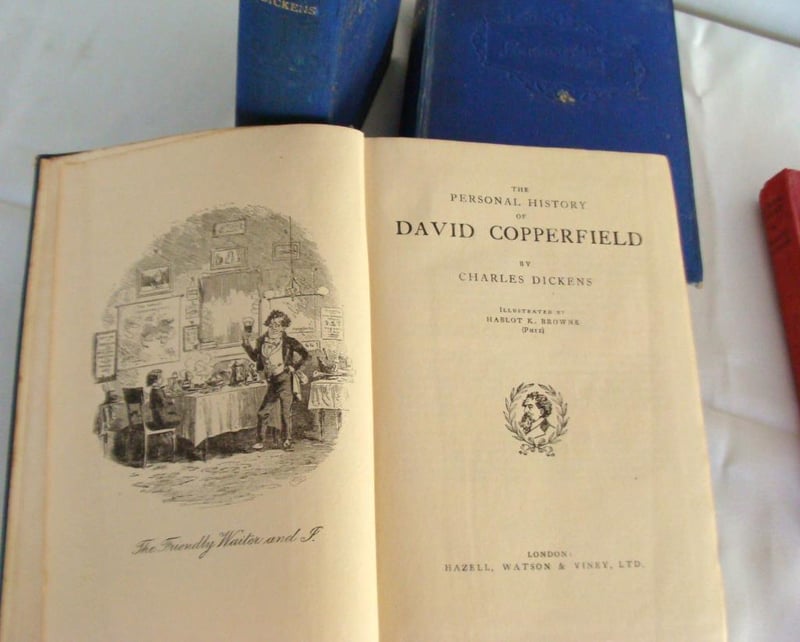 DICKENS
THE
PERSONAL HISTORY
OF
DAVID COPPERFIELD
BY
CHARLES DICKENS
ILLUSTRATED BY
HABLOT K. BROWNE
(PHIZ)
The Friendly Waiter and I.
LONDON:
HAZELL, WATSON & VINEY, LTD.